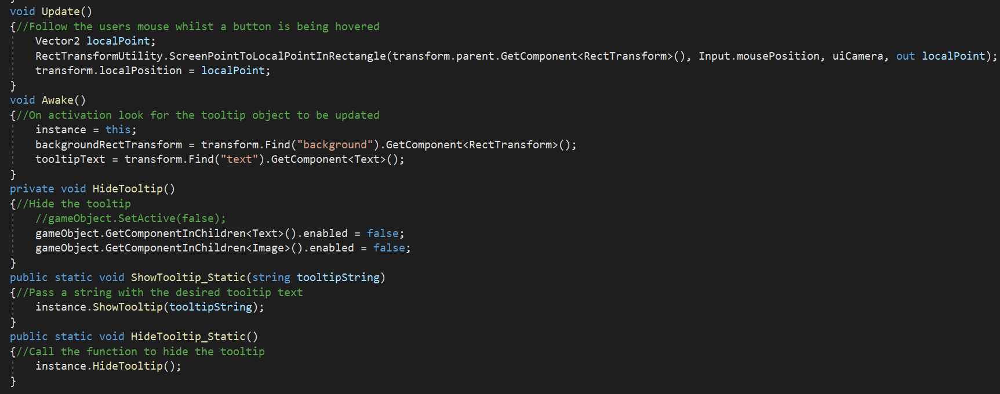 }
void Update()
{//Follow the users mouse whilst a button is being hovered
    Vector2 localPoint;
    RectTransformUtility.ScreenPointToLocalPointInRectangle(transform.parent.GetComponent<RectTransform>(), Input.mousePosition, uiCamera, out localPoint);
    transform.localPosition = localPoint;
}
void Awake()
{//On activation look for the tooltip object to be updated
    instance = this;
    backgroundRectTransform = transform.Find("background").GetComponent<RectTransform>();
    tooltipText = transform.Find("text").GetComponent<Text>();
}
private void HideTooltip()
{//Hide the tooltip
    //gameObject.SetActive(false);
    gameObject.GetComponentInChildren<Text>().enabled = false;
    gameObject.GetComponentInChildren<Image>().enabled = false;
}
public static void ShowTooltip_Static(string tooltipString)
{//Pass a string with the desired tooltip text
    instance.ShowTooltip(tooltipString);
}
public static void HideTooltip_Static()
{//Call the function to hide the tooltip
    instance.HideTooltip();
}